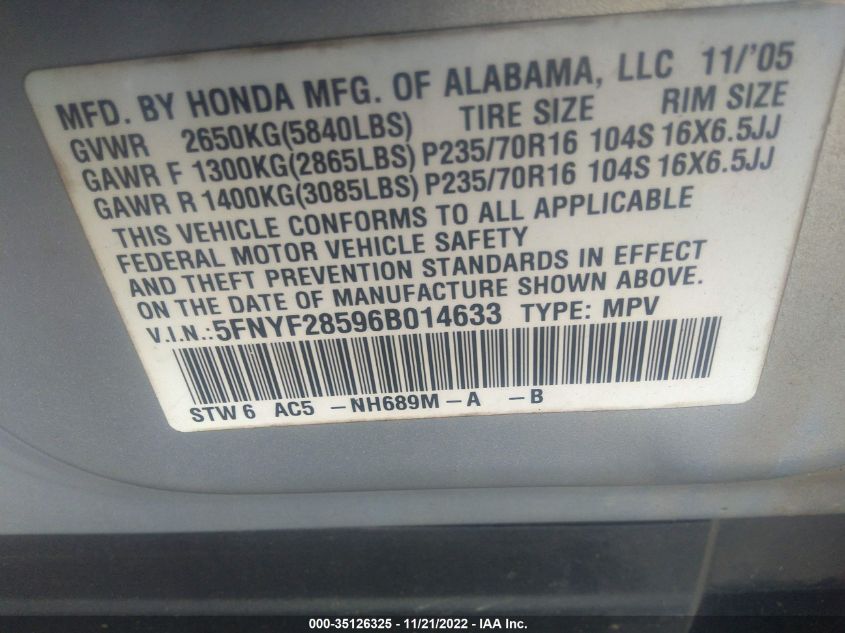 MFD. BY HONDA MFG. OF ALABAMA, LLC 11/'05
GVWR 2650KG(5840LBS) TIRE SIZE RIM SIZE
GAWR F 1300KG(2865LBS) P235/70R16 104S 16X6.5JJ
GAWR R 1400KG(3085LBS) P235/70R16 104S 16X6.5JJ
THIS VEHICLE CONFORMS TO ALL APPLICABLE
FEDERAL MOTOR VEHICLE SAFETY
AND THEFT PREVENTION STANDARDS IN EFFECT
ON THE DATE OF MANUFACTURE SHOWN ABOVE.
V.I.N.:5FNYF28596B014633 TYPE: MPV
STW 6 AC5 -NH689M -A -B
000-35126325 - 11/21/2022 - IAA Inc.